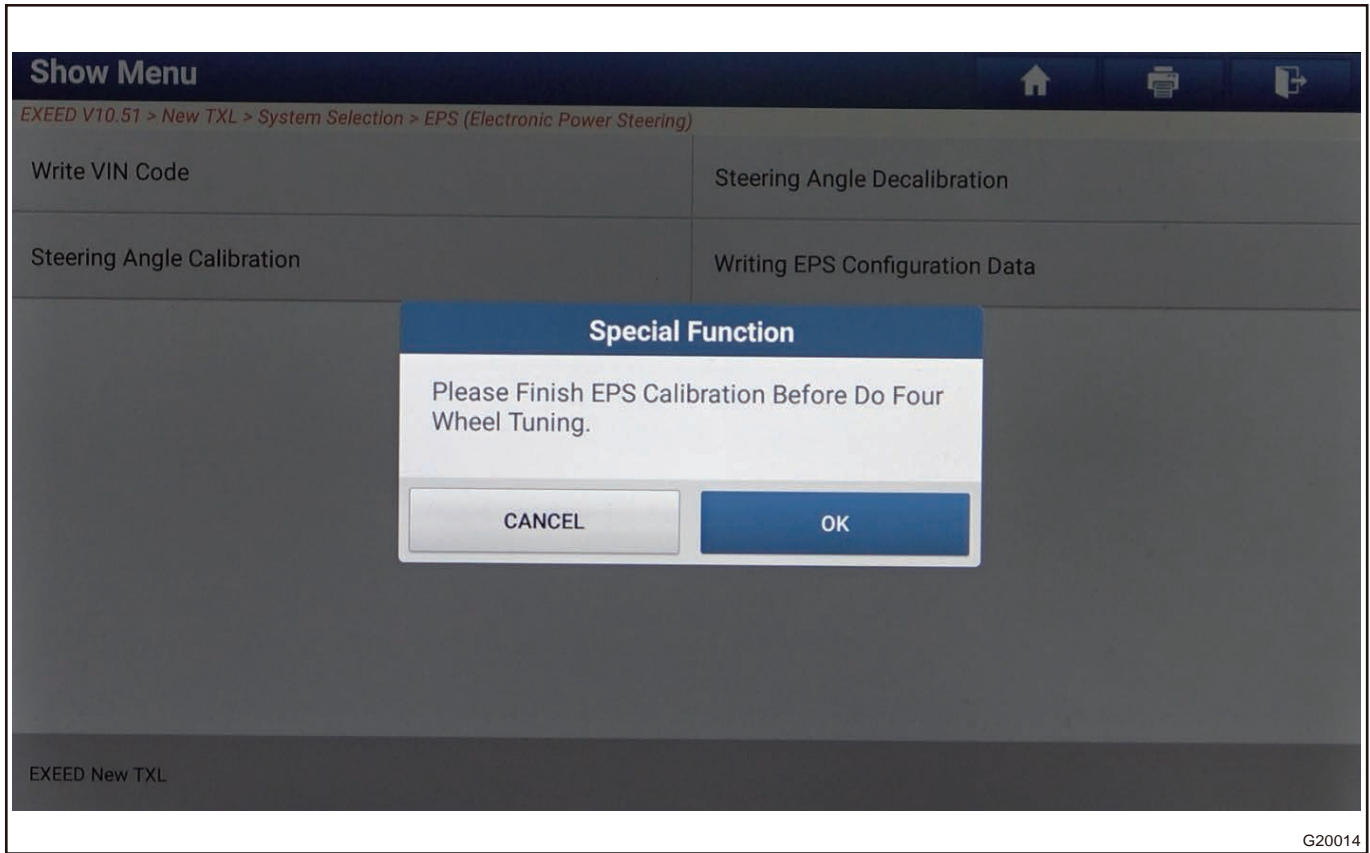 Show Menu
EXEED V10.51 > New TXL > System Selection > EPS (Electronic Power Steering)
Write VIN Code
Steering Angle Decalibration
Steering Angle Calibration
Writing EPS Configuration Data
Special Function
Please Finish EPS Calibration Before Do Four
Wheel Tuning.
CANCEL
OK
EXEED New TXL
G20014